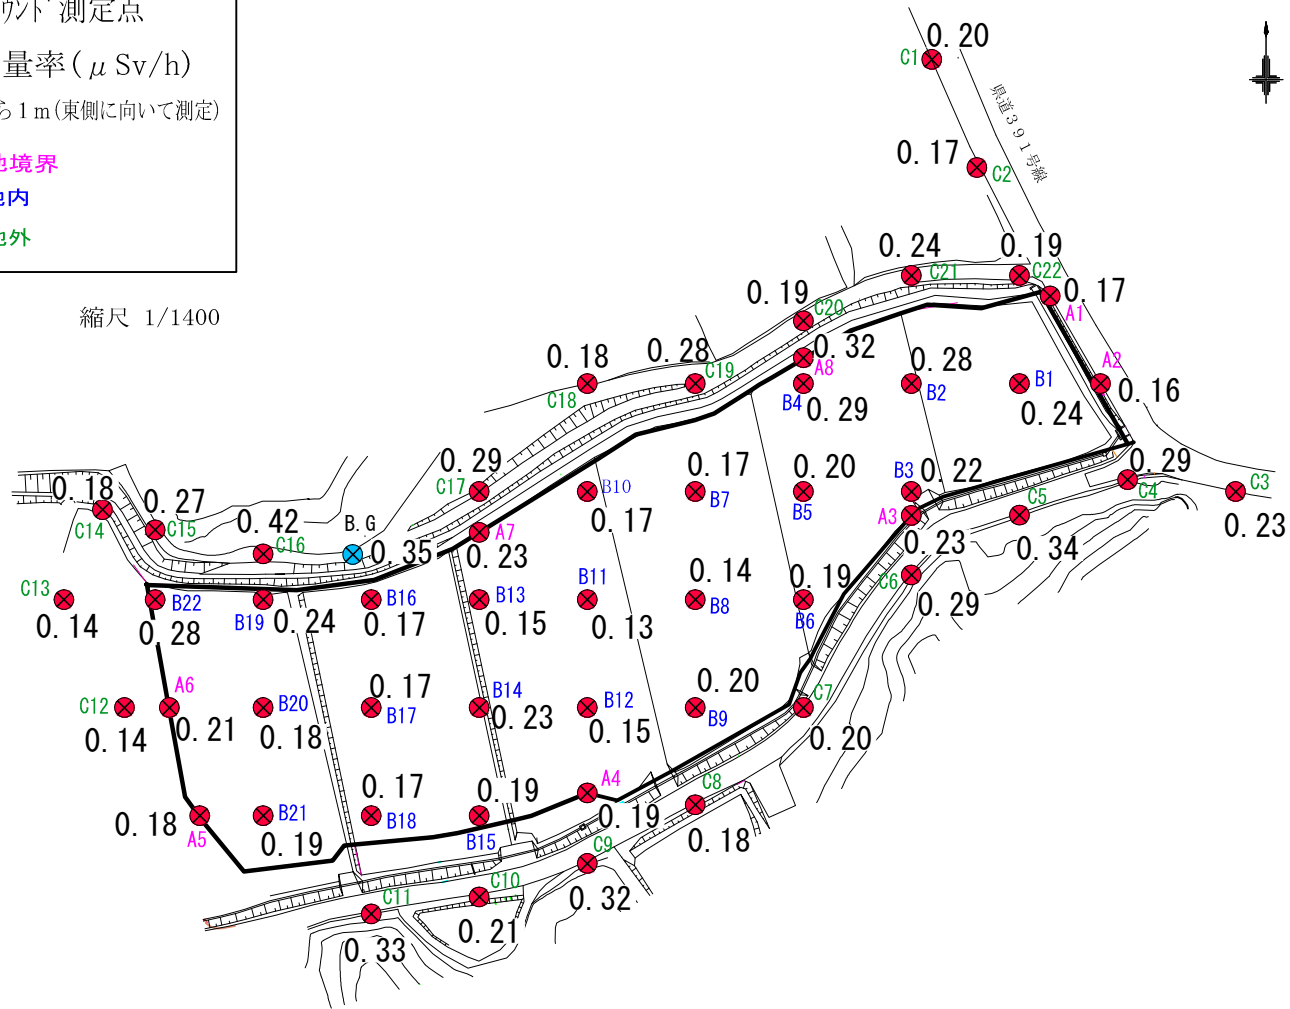 ｳﾝﾄﾞ測定点
量率(μSv/h)
ら1m(東側に向いて測定)
地境界
地内
地外
縮尺 1/1400
0.20
C1
県道391号線
0.17
C2
0.24
C21
0.19
C22
0.19
C20
0.17
A1
0.18
C18
0.28
C19
0.32
A8
B4
0.29
0.28
B2
B1
0.24
A2
0.16
0.29
C17
B10
0.17
0.17
B7
0.20
B5
B3
0.22
A3
0.23
C5
0.34
0.29
C4
C3
0.23
0.18
C14
0.27
C15
0.42
C16
B.G
0.35
A7
0.23
C6
0.29
C13
0.14
B22
0.28
B19
0.24
B16
0.17
B13
0.15
B11
0.13
0.14
B8
0.19
B6
C12
0.14
A6
0.21
B20
0.18
0.17
B17
B14
0.23
B12
0.15
0.20
B9
C7
0.20
0.18
A5
B21
0.19
0.17
B18
0.19
B15
A4
0.19
C8
0.18
C9
0.32
C10
0.21
C11
0.33